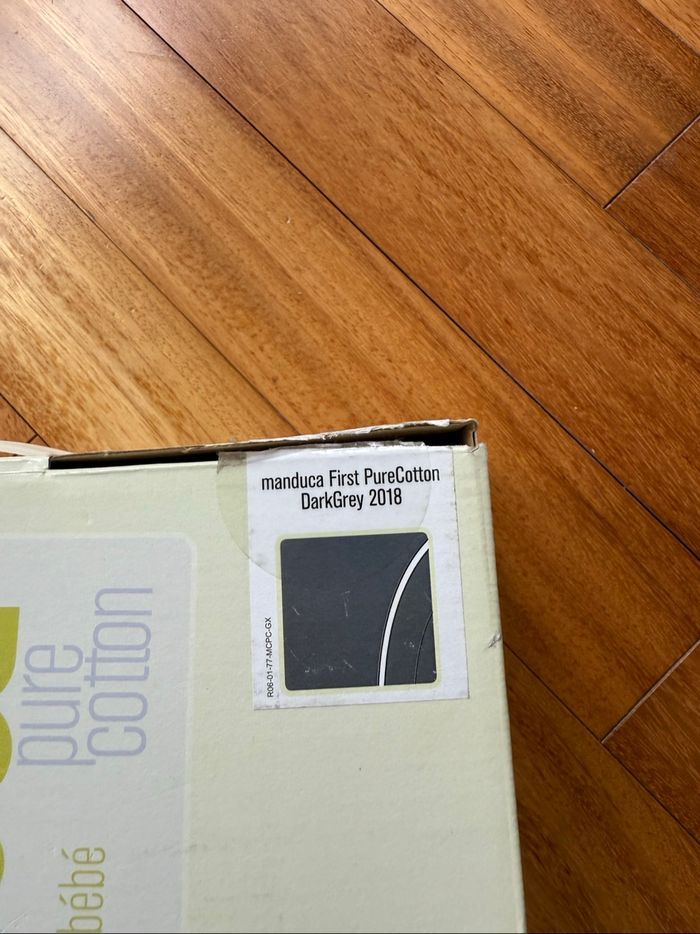 manduca First PureCotton
DarkGrey 2018
R06-01-77-MCPC-GX
pure
cotton
bébé